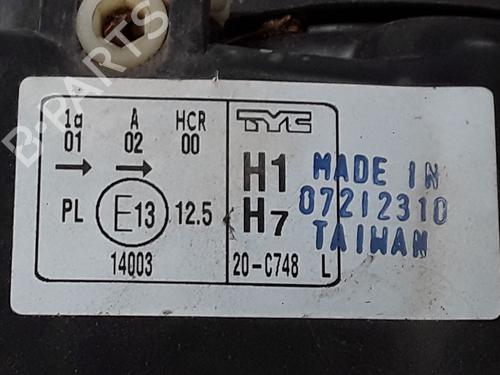 1a A HCR
01 02 00
→ →
PL E13 12.5
14003
TYC
H1
H7
20-C748 L
MADE IN
07212310
TAIWAN
B-PARTS